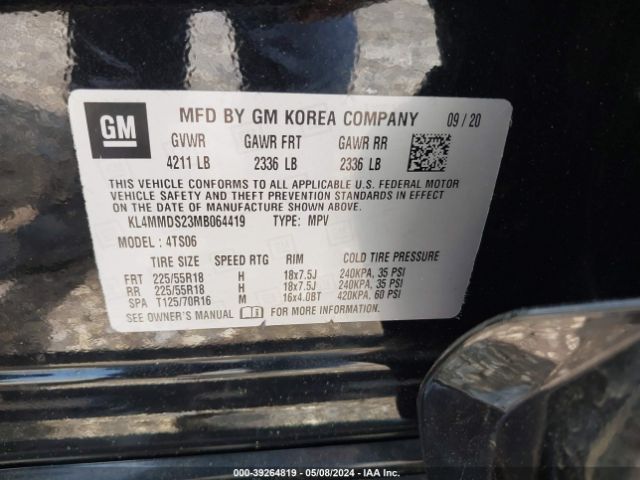 GM
MFD BY GM KOREA COMPANY 09/20
GVWR GAWR FRT GAWR RR
4211 LB 2336 LB 2336 LB
THIS VEHICLE CONFORMS TO ALL APPLICABLE U.S. FEDERAL MOTOR
VEHICLE SAFETY AND THEFT PREVENTION STANDARDS IN EFFECT
ON THE DATE OF MANUFACTURE SHOWN ABOVE.
KL4MMDS23MB064419 TYPE: MPV
MODEL : 4TS06
TIRE SIZE SPEED RTG RIM COLD TIRE PRESSURE
FRT 225/55R18 H 18x7.5J 240KPA, 35 PSI
RR 225/55R18 H 18x7.5J 240KPA, 35 PSI
SPA T125/70R16 M 16x4.0BT 420KPA, 60 PSI
SEE OWNER'S MANUAL FOR MORE INFORMATION.
000-39264819 - 05/08/2024 - IAA Inc.